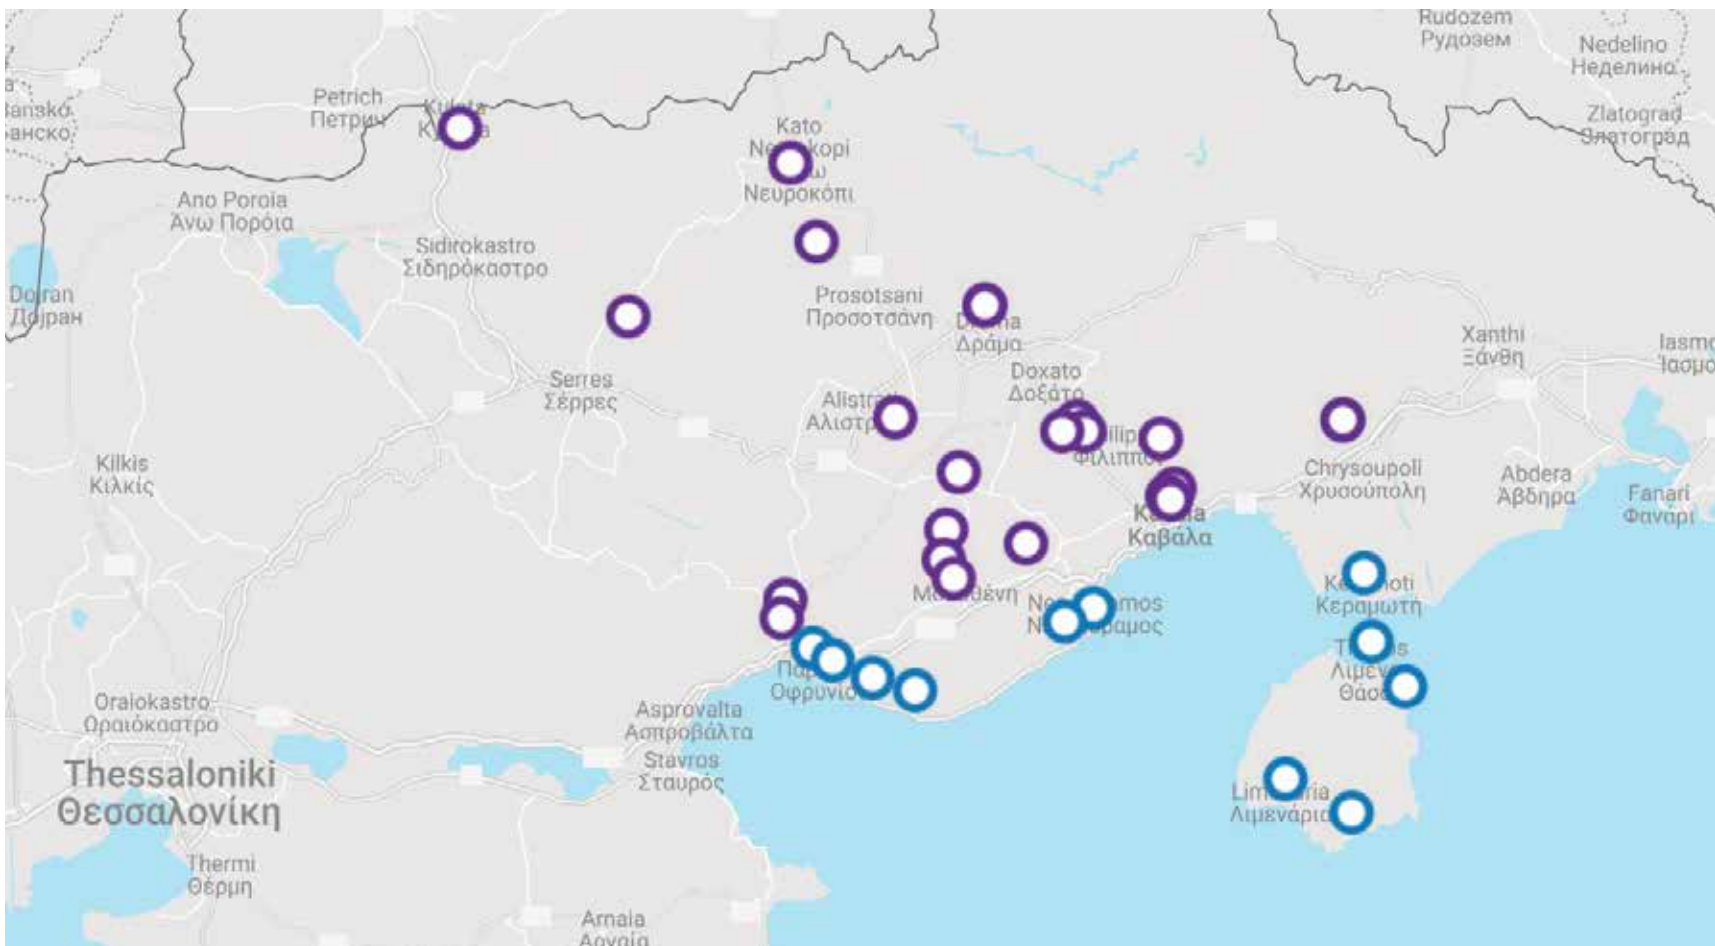 Rudozem
Рудозем
Nedelino
Неделино
Petrich
Петрич
Zlatograd
Златоград
Kato
Νευροκόπι
Ano Poroia
Άνω Πορόια
Sidirokastro
Σιδηρόκαστρο
Dojran
Дојран
Prosotsani
Προσοτσάνη
Δράμα
Xanthi
Ξάνθη
Doxato
Δοξάτο
Serres
Σέρρες
Kilkis
Κιλκίς
Chrysoupoli
Χρυσούπολη
Abdera
Άβδηρα
Fanari
Φανάρι
Καβάλα
Κεραμωτή
Oraiokastro
Ωραιόκαστρο
Asprovalta
Ασπροβάλτα
Stavros
Σταυρός
Thessaloniki
Θεσσαλονίκη
Λιμενάρια
Thermi
Θέρμη
Arnaia